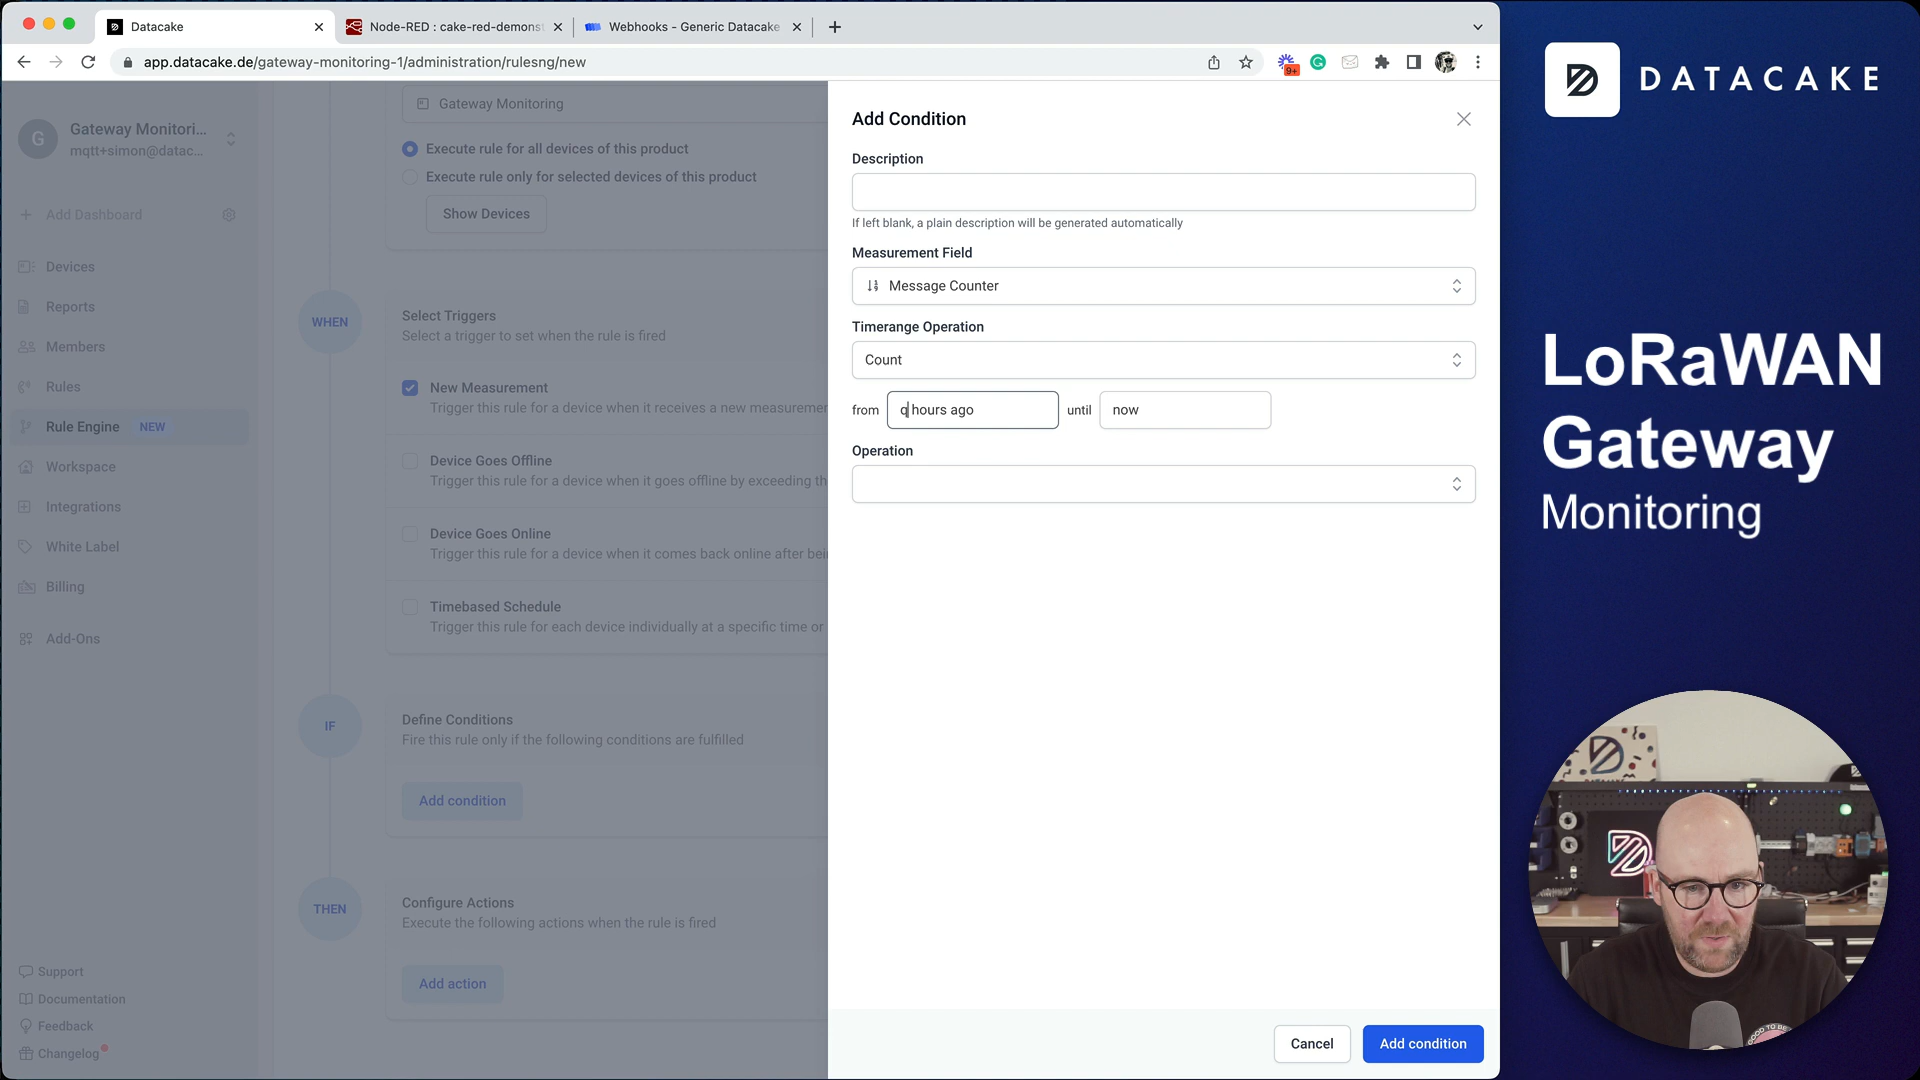 Datacake
Node-RED : cake-red-demonst
Webhooks - Generic Datacake
app.datacake.de/gateway-monitoring-1/administration/rulesng/new
9+
G
Gateway Monitori...
mqtt+simon@datac...
Add Dashboard
Devices
Reports
Members
Rules
Rule Engine NEW
Workspace
Integrations
White Label
Billing
Add-Ons
Support
Documentation
Feedback
Changelog
Gateway Monitoring
Execute rule for all devices of this product
Execute rule only for selected devices of this product
Show Devices
WHEN
Select Triggers
Select a trigger to set when the rule is fired
New Measurement
Trigger this rule for a device when it receives a new measuremen
Device Goes Offline
Trigger this rule for a device when it goes offline by exceeding th
Device Goes Online
Trigger this rule for a device when it comes back online after bei
Timebased Schedule
Trigger this rule for each device individually at a specific time or
IF
Define Conditions
Fire this rule only if the following conditions are fulfilled
Add condition
THEN
Configure Actions
Execute the following actions when the rule is fired
Add action
Add Condition
Description
If left blank, a plain description will be generated automatically
Measurement Field
Message Counter
Timerange Operation
Count
from q hours ago until now
Operation
Cancel
Add condition
DATACAKE
LoRaWAN
Gateway
Monitoring